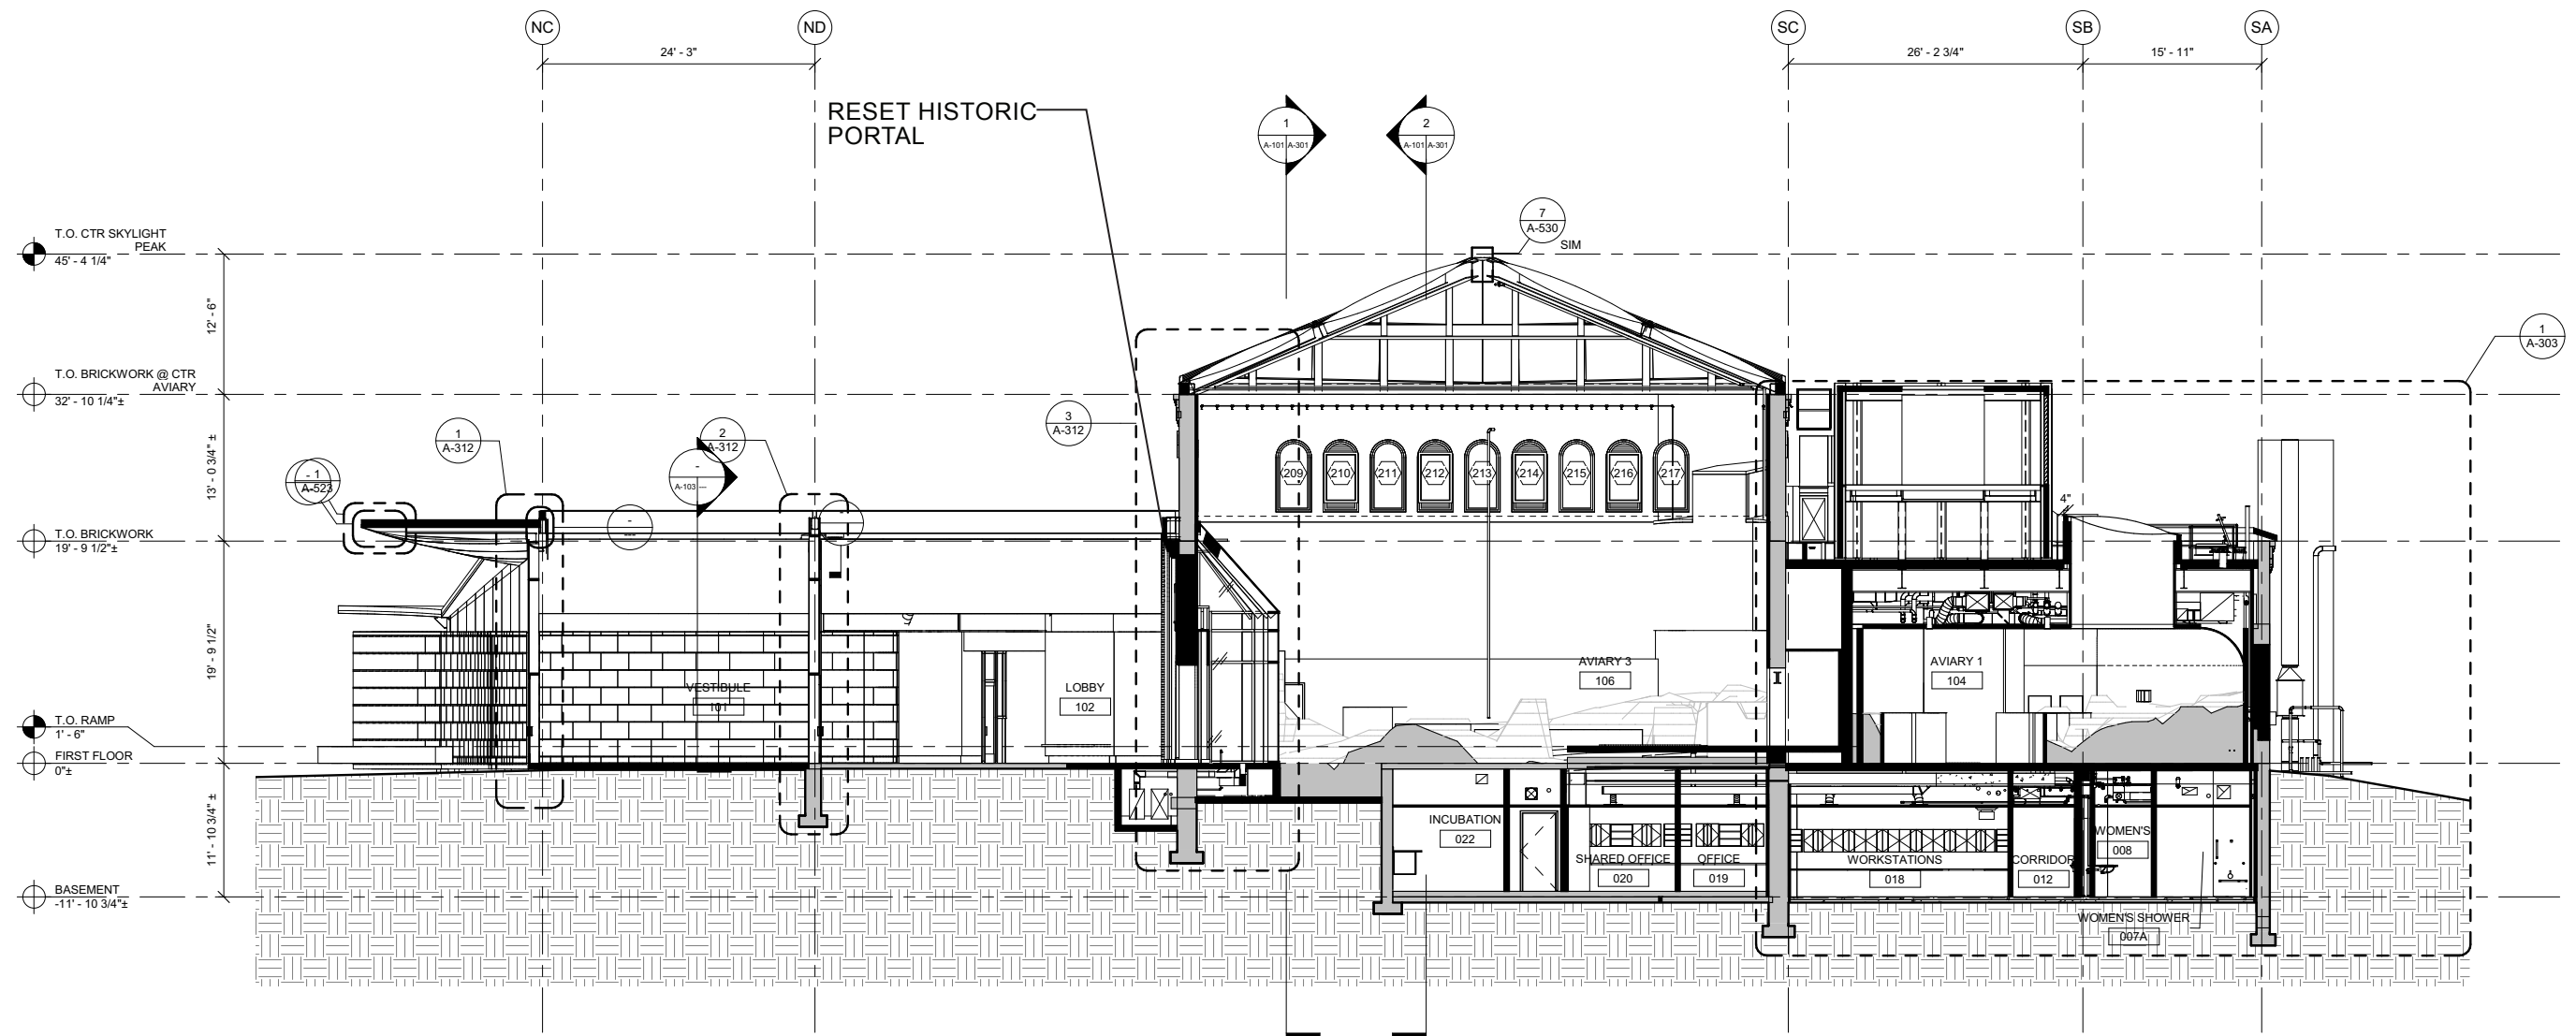 NC
ND
SC
SB
SA
24' - 3"
26' - 2 3/4"
15' - 11"
RESET HISTORIC
PORTAL
1
A-101 A-301
2
A-101 A-301
7
A-530
SIM
T.O. CTR SKYLIGHT
PEAK
45' - 4 1/4"
12' - 6"
1
A-303
T.O. BRICKWORK @ CTR
AVIARY
32' - 10 1/4"±
13' - 0 3/4" ±
1
A-312
2
A-312
3
A-312
- 1
A-523
-
A-103 ---
209
210
211
212
213
214
215
216
217
4"
T.O. BRICKWORK
19' - 9 1/2"±
19' - 9 1/2"
VESTIBULE
101
LOBBY
102
AVIARY 3
106
AVIARY 1
104
T.O. RAMP
1' - 6"
FIRST FLOOR
0"±
11' - 10 3/4" ±
INCUBATION
022
SHARED OFFICE
020
OFFICE
019
WORKSTATIONS
018
CORRIDOR
012
WOMEN'S
008
BASEMENT
-11' - 10 3/4"±
WOMEN'S SHOWER
007A